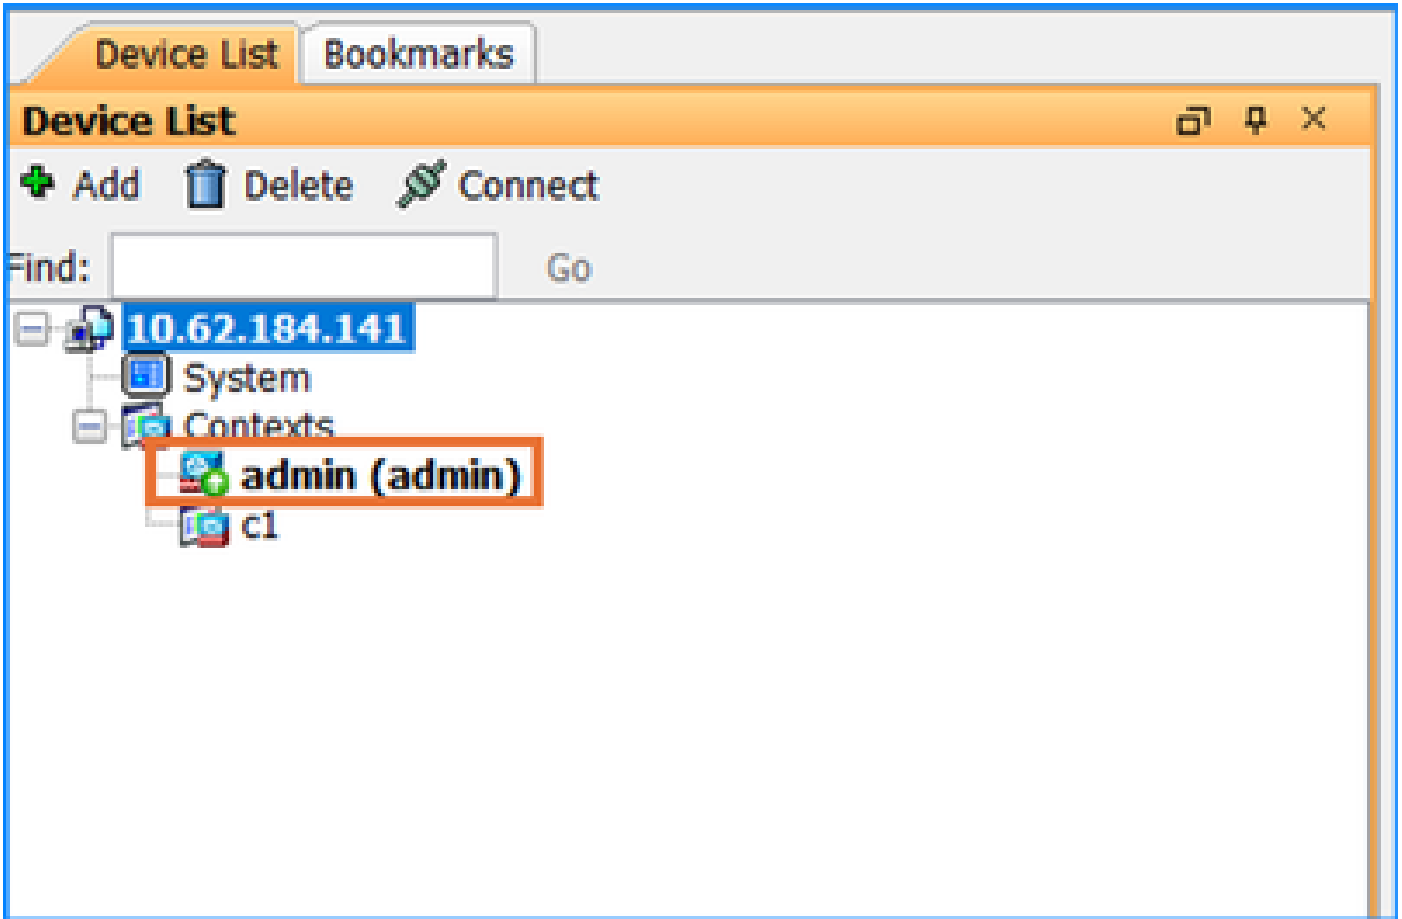 Device List Bookmarks
Device List
Add Delete Connect
Find: Go
10.62.184.141
System
Contexts
admin (admin)
c1